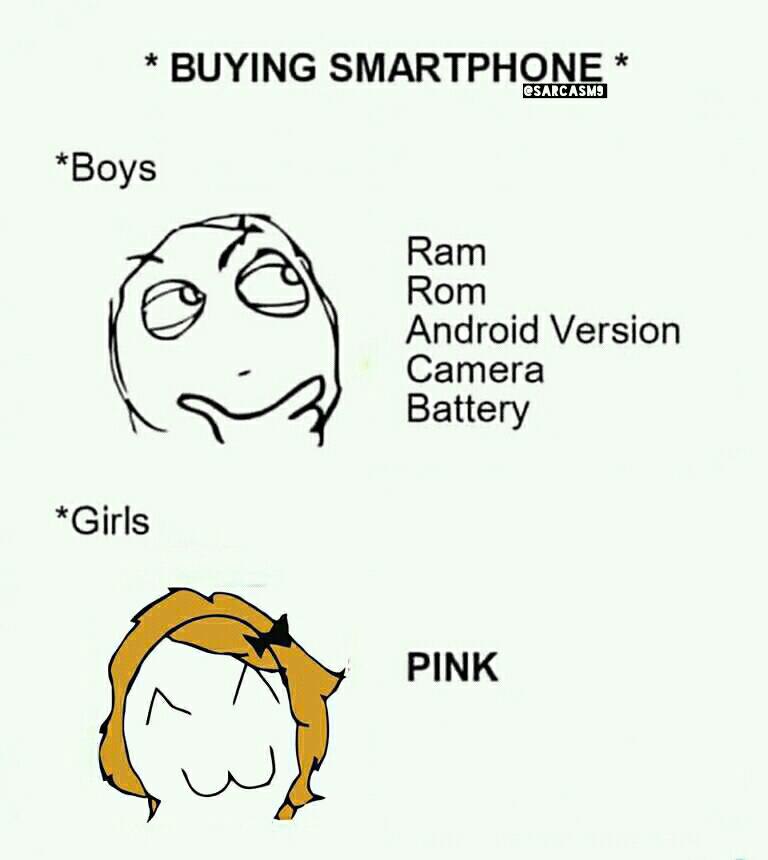 * BUYING SMARTPHONE *
@SARCASM9
*Boys
Ram
Rom
Android Version
Camera
Battery
*Girls
PINK